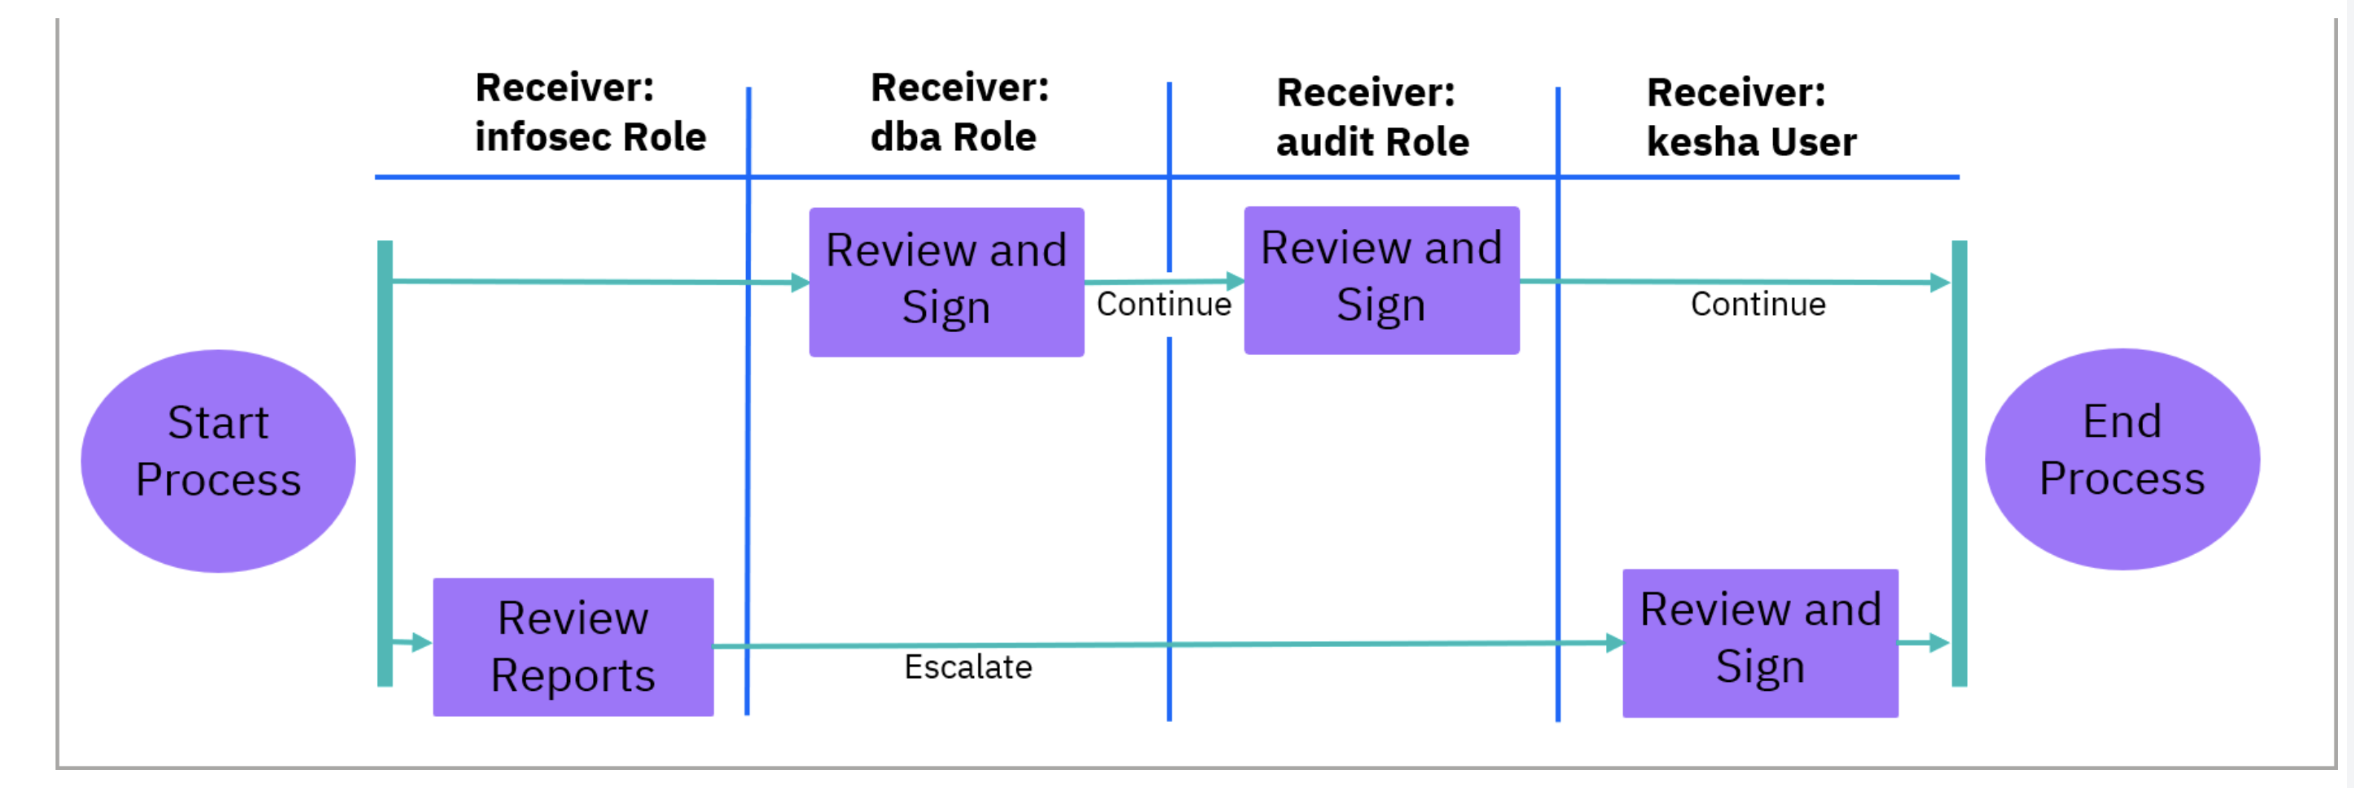 Receiver:
infosec Role
Receiver:
dba Role
Receiver:
audit Role
Receiver:
kesha User
Start
Process
Review and
Sign
Continue
Review and
Sign
Continue
Review
Reports
Escalate
Review and
Sign
End
Process